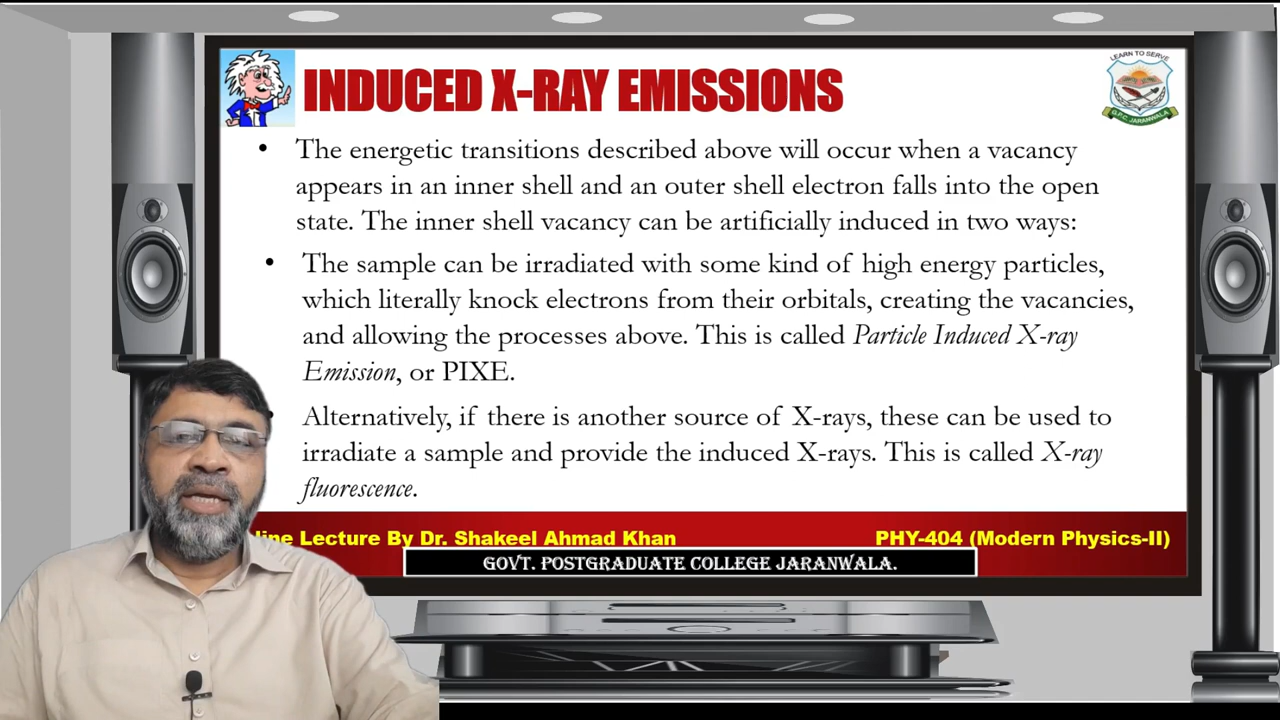 INDUCED X-RAY EMISSIONS
LEARN TO SERVE
G.P.C. JARANWALA
• The energetic transitions described above will occur when a vacancy
appears in an inner shell and an outer shell electron falls into the open
state. The inner shell vacancy can be artificially induced in two ways:
• The sample can be irradiated with some kind of high energy particles,
which literally knock electrons from their orbitals, creating the vacancies,
and allowing the processes above. This is called Particle Induced X-ray
Emission, or PIXE.
• Alternatively, if there is another source of X-rays, these can be used to
irradiate a sample and provide the induced X-rays. This is called X-ray
fluorescence.
line Lecture By Dr. Shakeel Ahmad Khan
PHY-404 (Modern Physics-II)
GOVT. POSTGRADUATE COLLEGE JARANWALA.